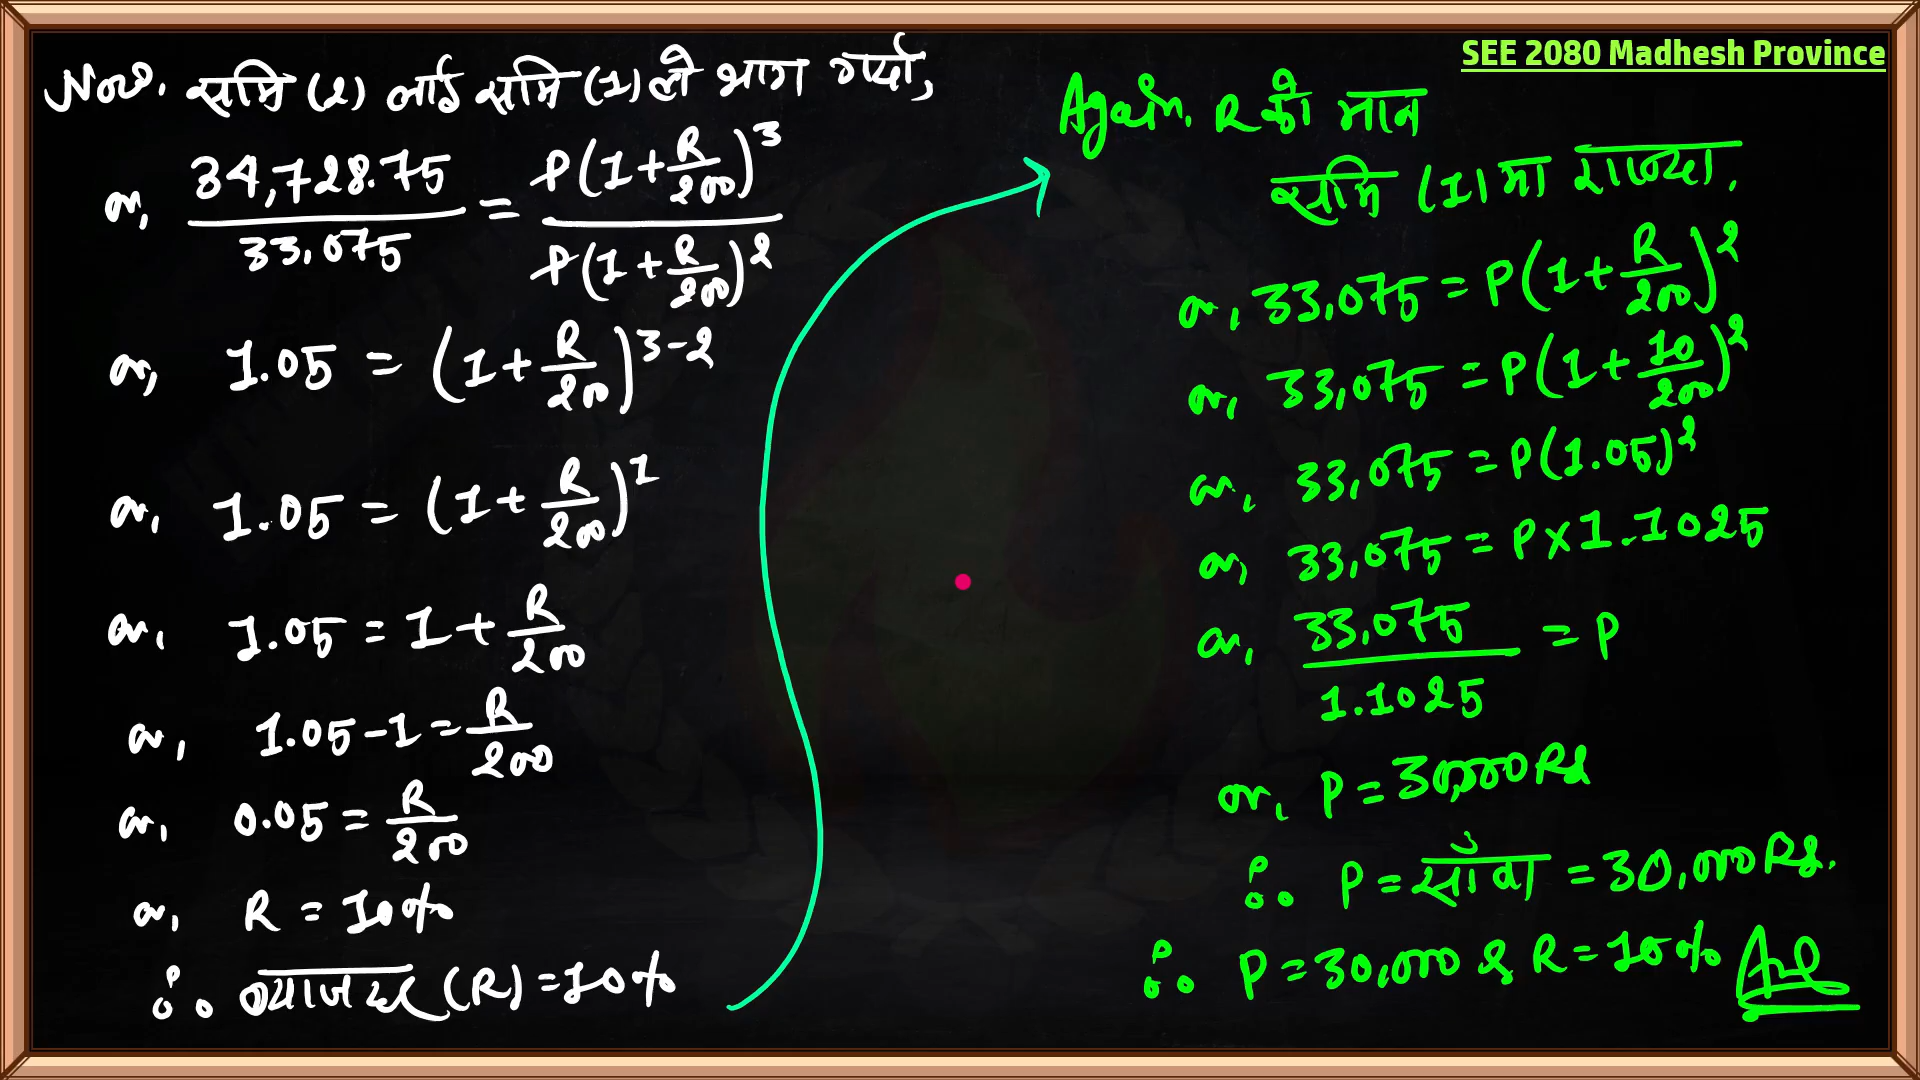 SEE 2080 Madhesh Province
Now, समि (2) लाई समि (1) ले भाग गर्दा,
or, 34,728.75 / 33,075 = P(1+R/200)^3 / P(1+R/200)^2
or, 1.05 = (1+R/200)^3-2
or, 1.05 = (1+R/200)^1
or, 1.05 = 1+R/200
or, 1.05-1 = R/200
or, 0.05 = R/200
or, R = 10%
∴ ब्याजदर (R) = 10%
Again, R को मान
समि (1) मा राख्दा,
or, 33,075 = P(1+R/200)^2
or, 33,075 = P(1+10/200)^2
or, 33,075 = P(1.05)^2
or, 33,075 = P×1.1025
or, 33,075 / 1.1025 = P
or, P = 30,000 Rs
∴ P = साँवा = 30,000 Rs.
∴ P = 30,000 & R = 10% Ans